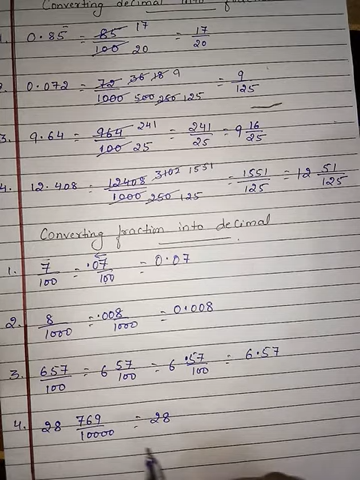 Converting decimal into fraction
1. 0.85 = 85/100 17/20 = 17/20
2. 0.072 = 72/1000 36/500 18/250 9/125 = 9/125
3. 9.64 = 964/100 241/25 = 241/25 = 9 16/25
4. 12.408 = 12408/1000 3102/250 1551/125 = 1551/125 = 12 51/125
Converting fraction into decimal
1. 7/100 = .07/100 = 0.07
2. 8/1000 = .008/1000 = 0.008
3. 657/100 = 6 57/100 = 6 .57/100 = 6.57
4. 28 769/10000 = 28